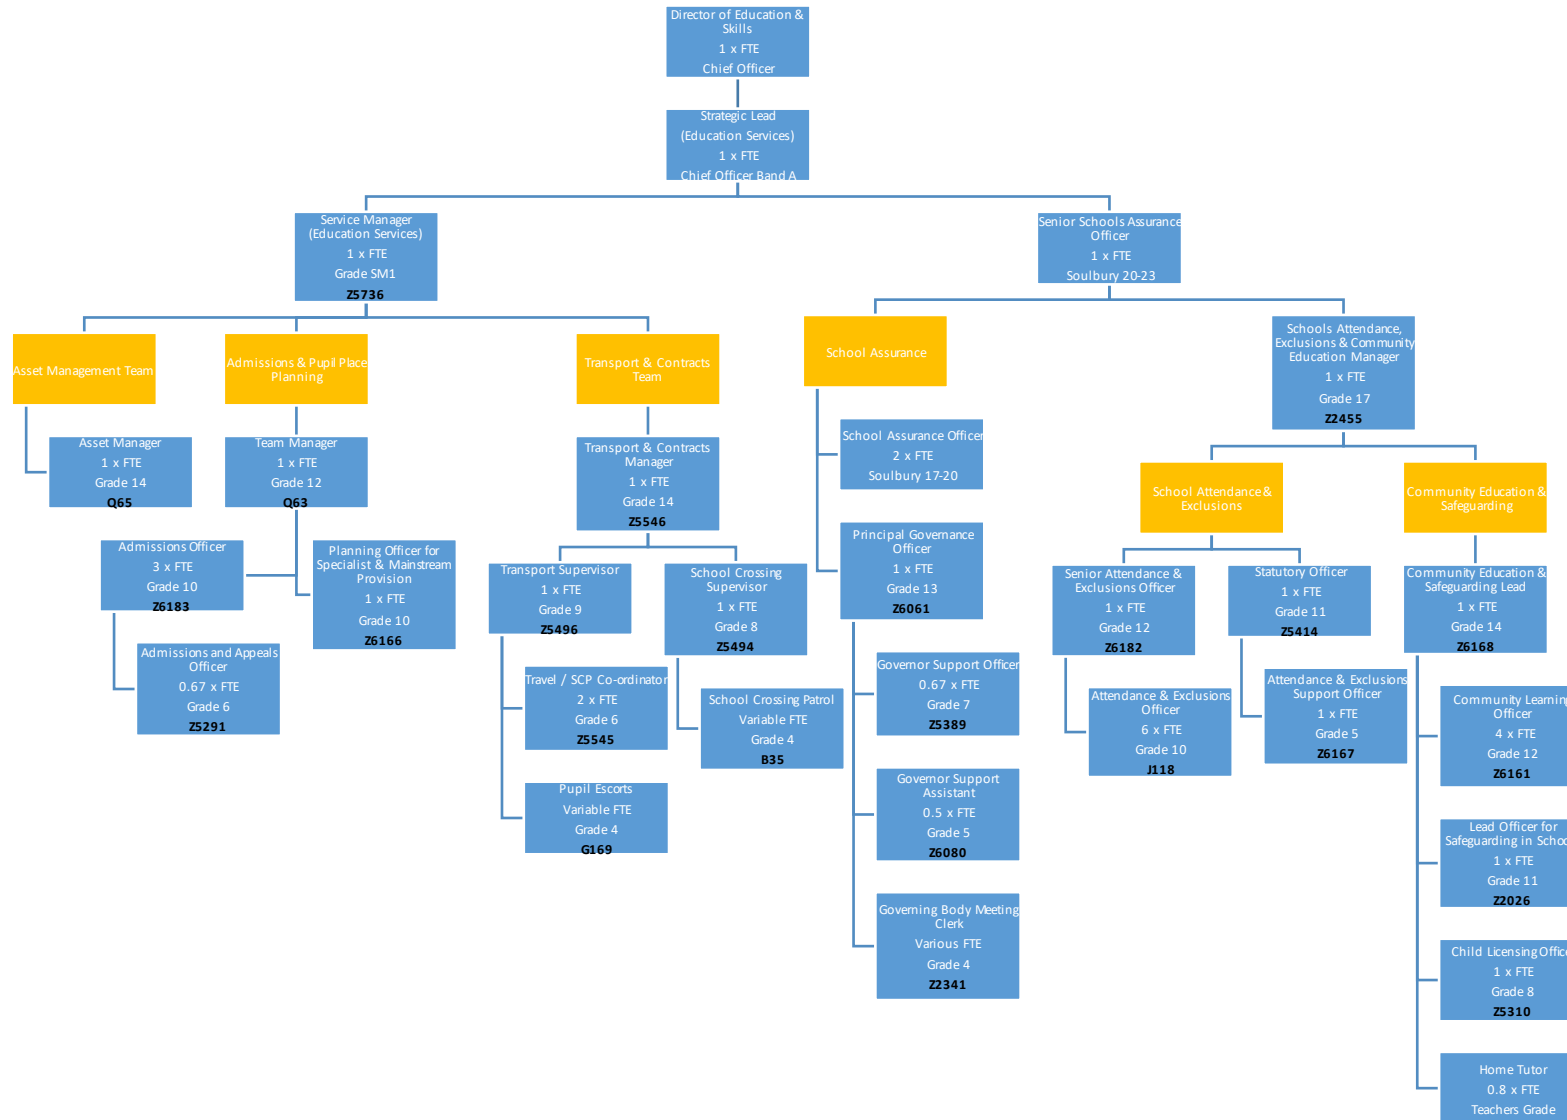 Director of Education &
Skills
1 x FTE
Chief Officer
Strategic Lead
(Education Services)
1 x FTE
Chief Officer Band A
Service Manager
(Education Services)
1 x FTE
Grade SM1
Z5736
Senior Schools Assurance
Officer
1 x FTE
Soulbury 20-23
Asset Management Team
Admissions & Pupil Place
Planning
Transport & Contracts
Team
School Assurance
Schools Attendance,
Exclusions & Community
Education Manager
1 x FTE
Grade 17
Z2455
Asset Manager
1 x FTE
Grade 14
Q65
Team Manager
1 x FTE
Grade 12
Q63
Transport & Contracts
Manager
1 x FTE
Grade 14
Z5546
School Assurance Officer
2 x FTE
Soulbury 17-20
School Attendance &
Exclusions
Community Education &
Safeguarding
Admissions Officer
3 x FTE
Grade 10
Z6183
Planning Officer for
Specialist & Mainstream
Provision
1 x FTE
Grade 10
Z6166
Transport Supervisor
1 x FTE
Grade 9
Z5496
School Crossing
Supervisor
1 x FTE
Grade 8
Z5494
Principal Governance
Officer
1 x FTE
Grade 13
Z6061
Senior Attendance &
Exclusions Officer
1 x FTE
Grade 12
Z6182
Statutory Officer
1 x FTE
Grade 11
Z5414
Community Education &
Safeguarding Lead
1 x FTE
Grade 14
Z6168
Admissions and Appeals
Officer
0.67 x FTE
Grade 6
Z5291
Travel / SCP Co-ordinator
2 x FTE
Grade 6
Z5545
School Crossing Patrol
Variable FTE
Grade 4
B35
Governor Support Officer
0.67 x FTE
Grade 7
Z5389
Attendance & Exclusions
Officer
6 x FTE
Grade 10
J118
Attendance & Exclusions
Support Officer
1 x FTE
Grade 5
Z6167
Community Learning
Officer
4 x FTE
Grade 12
Z6161
Pupil Escorts
Variable FTE
Grade 4
G169
Governor Support
Assistant
0.5 x FTE
Grade 5
Z6080
Lead Officer for
Safeguarding in
1 x FTE
Grade 11
Z2026
Governing Body Meeting
Clerk
Various FTE
Grade 4
Z2341
Child Licensing
1 x FTE
Grade 8
Z5310
Home Tutor
0.8 x FTE
Teachers Grade